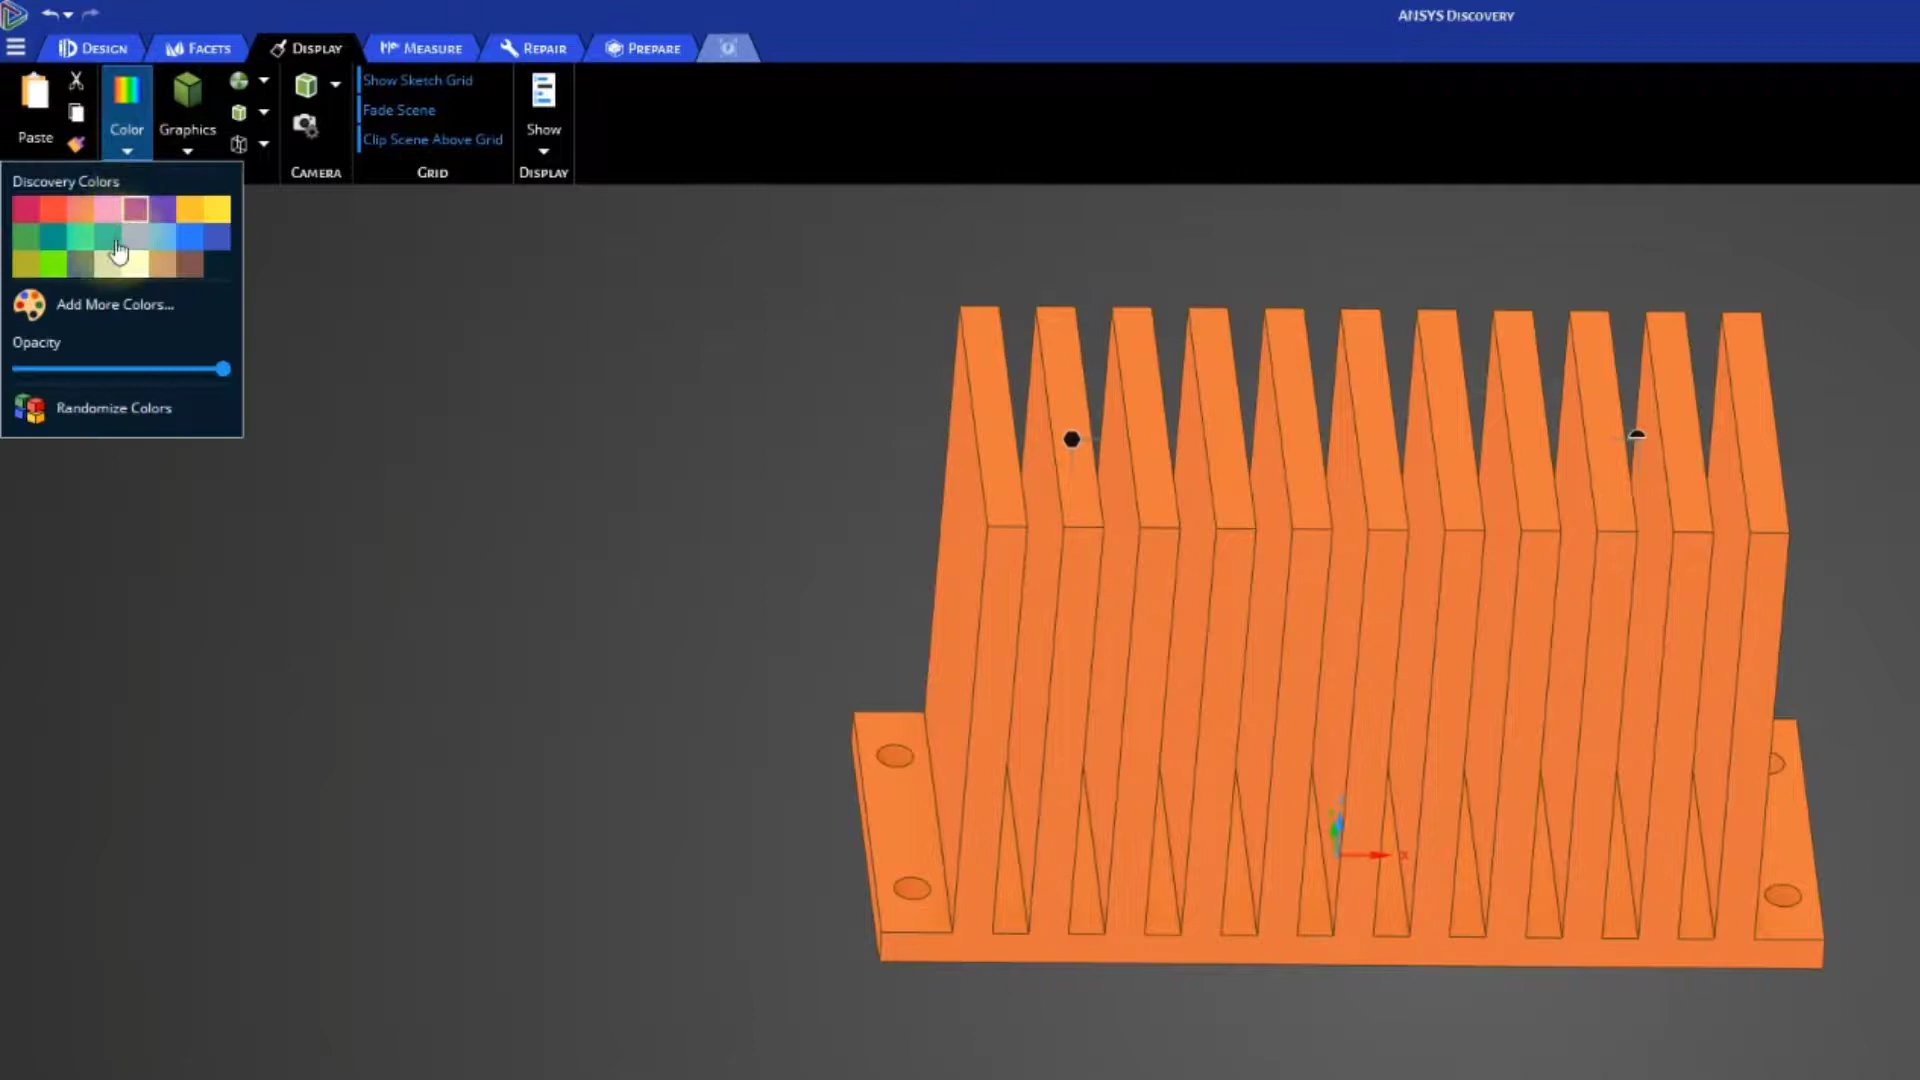 ANSYS DISCOVERY
DESIGN
FACETS
DISPLAY
MEASURE
REPAIR
PREPARE
Paste
Color
Graphics
CAMERA
Show Sketch Grid
Fade Scene
Clip Scene Above Grid
GRID
Show
DISPLAY
Discovery Colors
Add More Colors...
Opacity
Randomize Colors
X